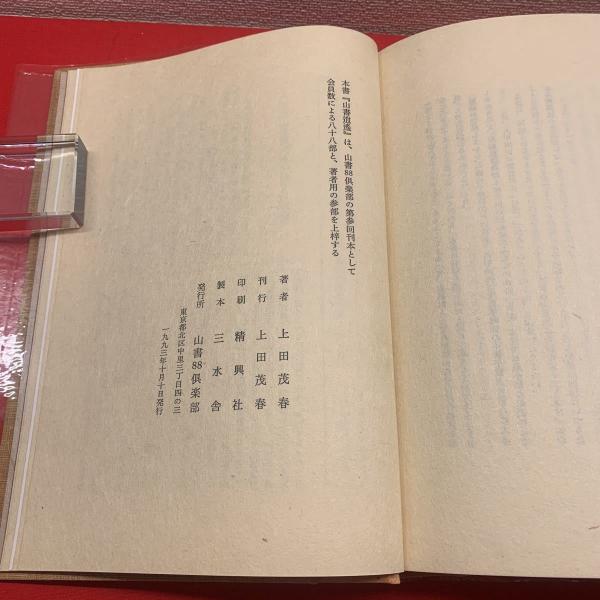 本書『山書逍遥』は、山書88倶楽部の第参回刊本として
会員数による八十八部と、著者用の参部を上梓する
著者 上田茂春
刊行 上田茂春
印刷 精興社
製本 三水舎
発行所 山書88倶楽部
東京都北区中里三丁目四の三
一九九三年十月十日発行